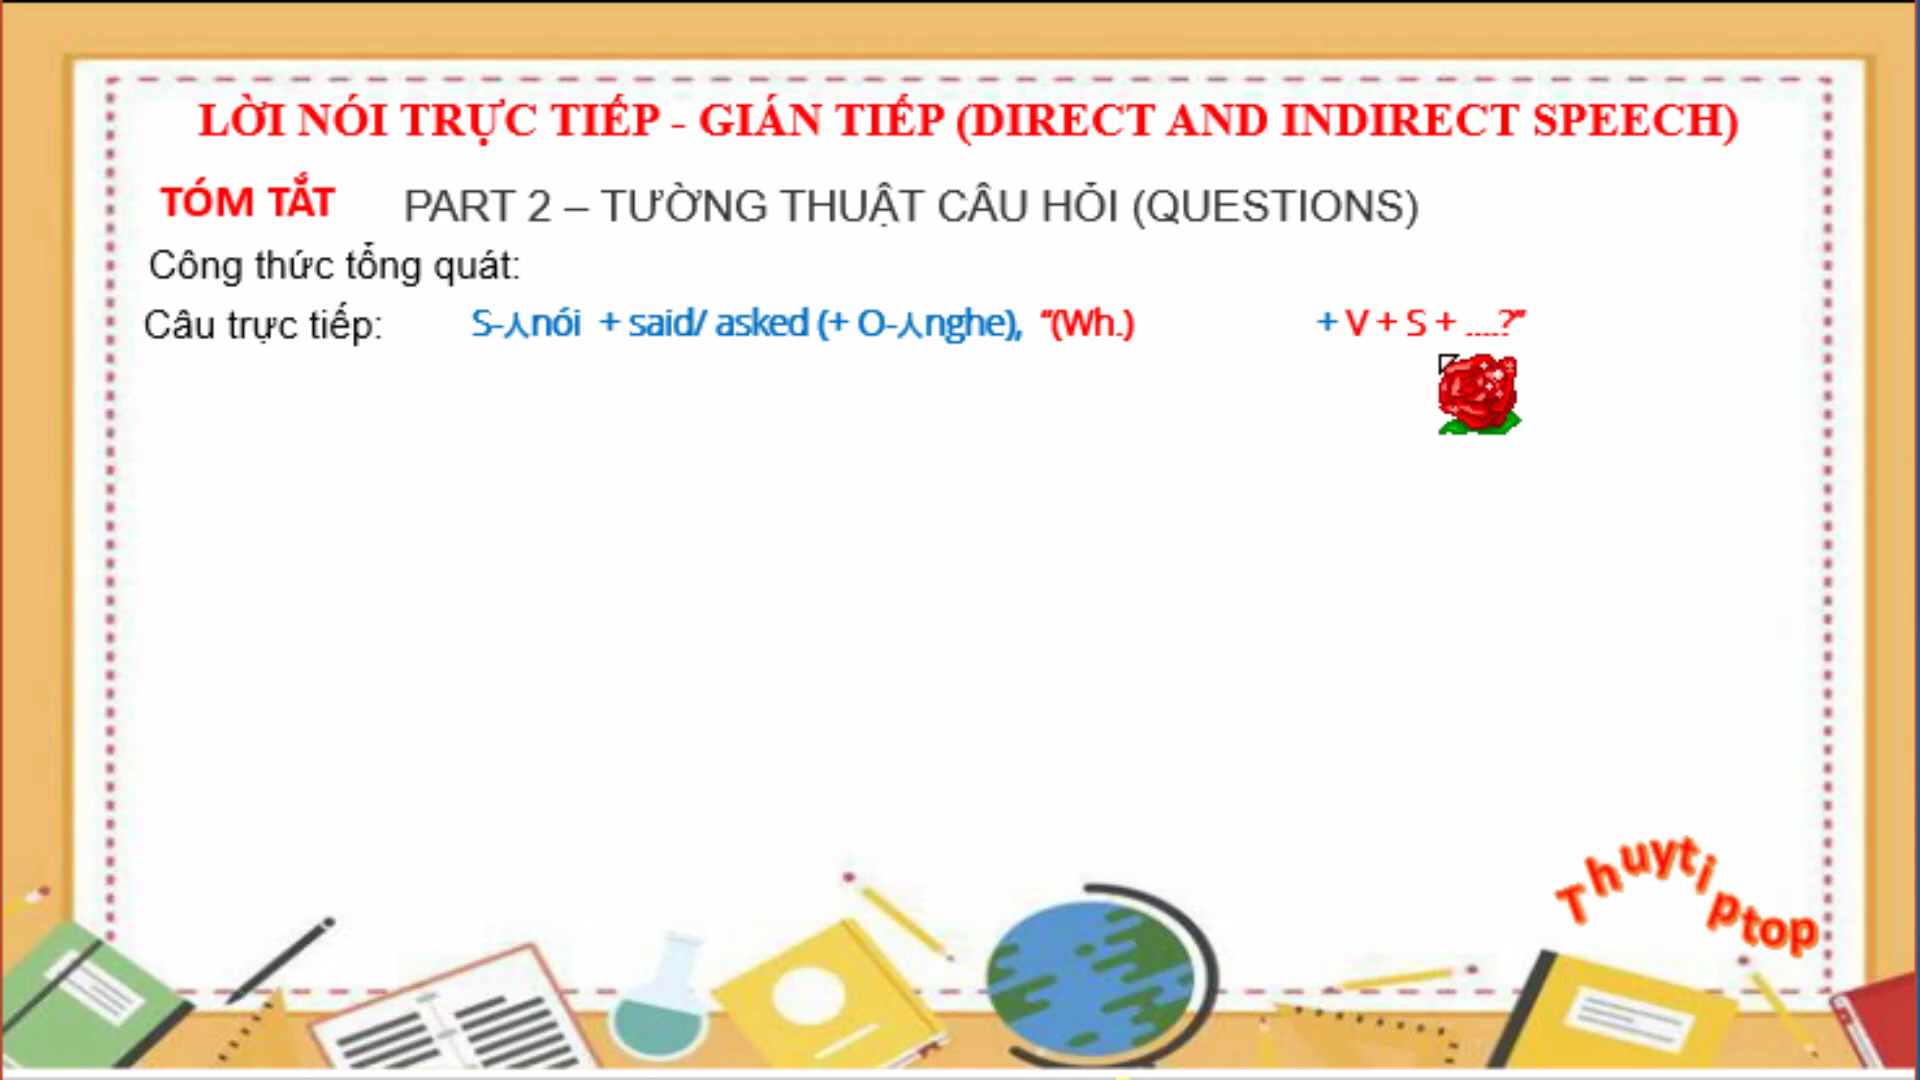 LỜI NÓI TRỰC TIẾP - GIÁN TIẾP (DIRECT AND INDIRECT SPEECH)
TÓM TẮT PART 2 – TƯỜNG THUẬT CÂU HỎI (QUESTIONS)
Công thức tổng quát:
Câu trực tiếp: S-人nói + said/ asked (+ O-人nghe), “(Wh.) + V + S + ....?”
Thuytiptop